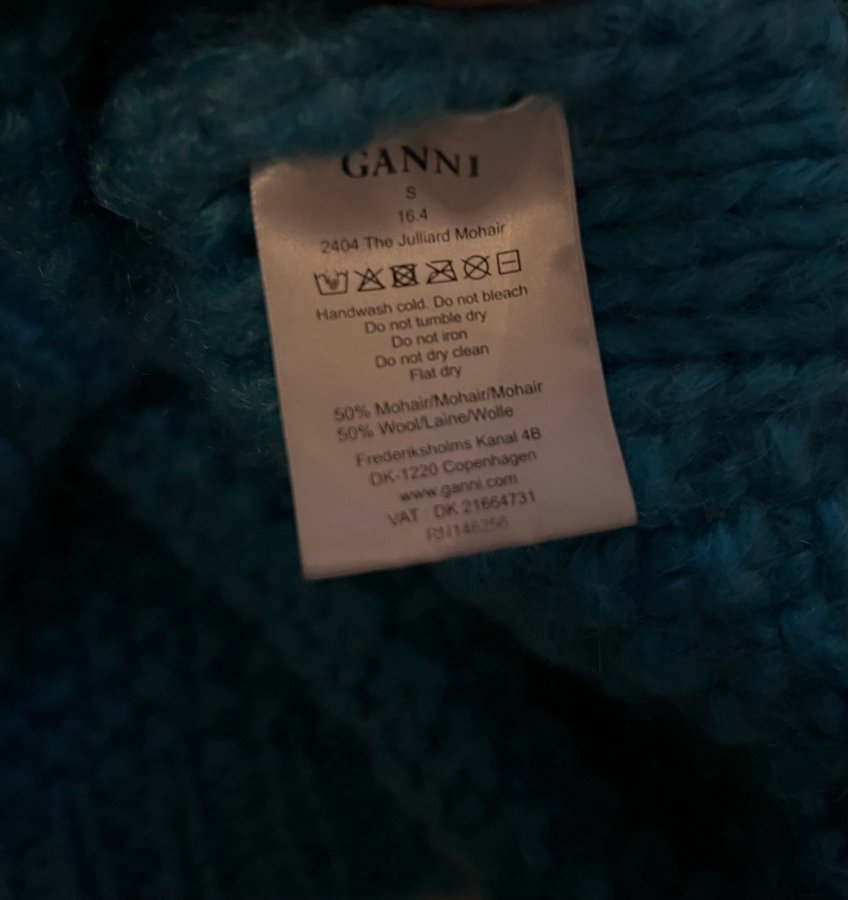 GANNI
S
16.4
2404 The Julliard Mohair
Handwash cold. Do not bleach
Do not tumble dry
Do not iron
Do not dry clean
Flat dry
50% Mohair/Mohair/Mohair
50% Wool/Laine/Wolle
Frederiksholms Kanal 4B
DK-1220 Copenhagen
www.ganni.com
VAT : DK 21664731